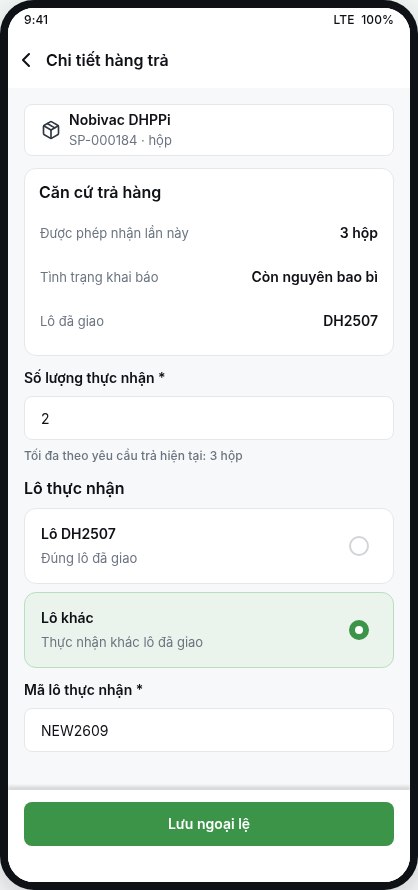 9:41 LTE 100%
Chi tiết hàng trả
Nobivac DHPPi
SP-000184 · hộp
Căn cứ trả hàng
Được phép nhận lần này 3 hộp
Tình trạng khai báo Còn nguyên bao bì
Lô đã giao DH2507
Số lượng thực nhận *
2
Tối đa theo yêu cầu trả hiện tại: 3 hộp
Lô thực nhận
Lô DH2507
Đúng lô đã giao
Lô khác
Thực nhận khác lô đã giao
Mã lô thực nhận *
NEW2609
Lưu ngoại lệ